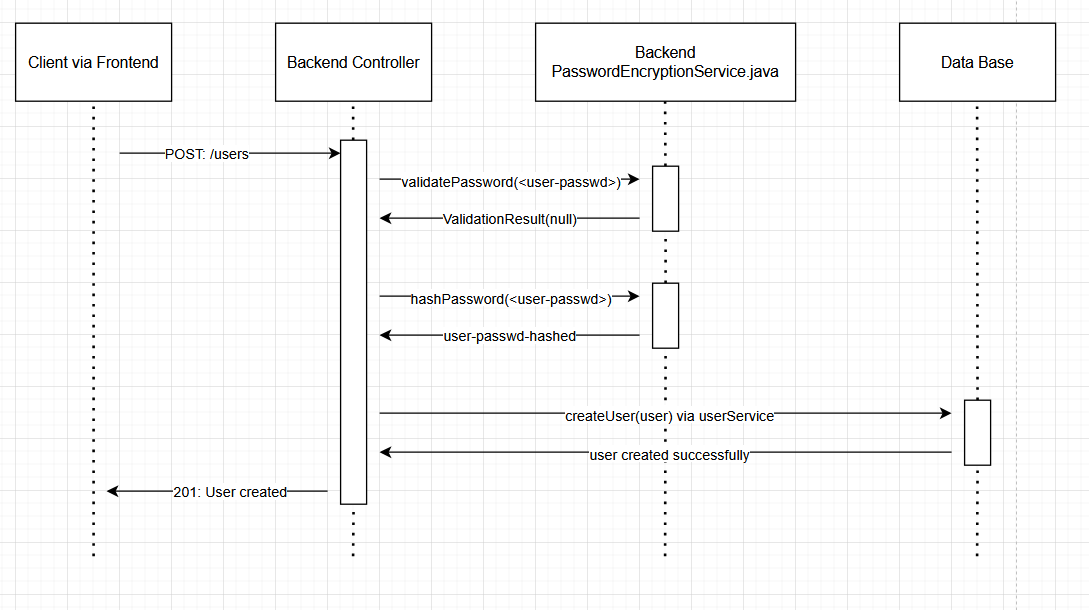 Client via Frontend
Backend Controller
Backend
PasswordEncryptionService.java
Data Base
POST: /users
validatePassword(<user-passwd>)
ValidationResult(null)
hashPassword(<user-passwd>)
user-passwd-hashed
createUser(user) via userService
user created successfully
201: User created